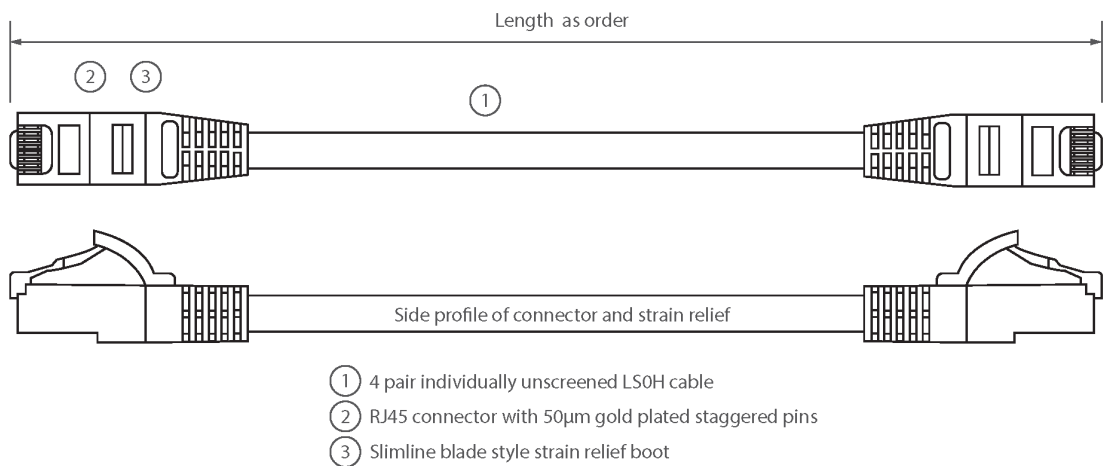 Length as order
2 3
1
Side profile of connector and strain relief
1 4 pair individually unscreened LS0H cable
2 RJ45 connector with 50µm gold plated staggered pins
3 Slimline blade style strain relief boot